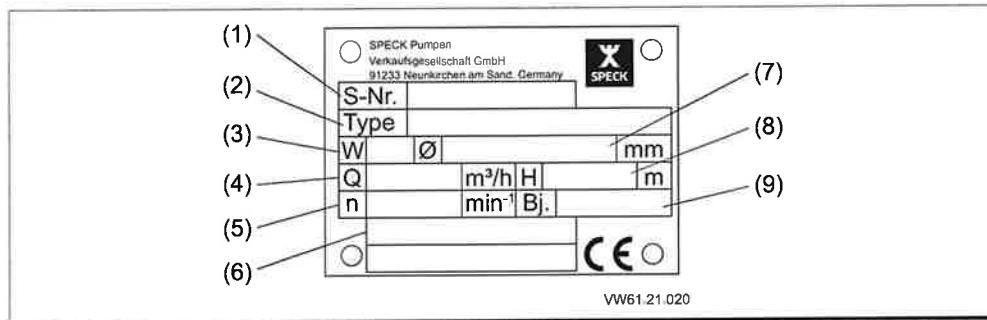 SPECK Pumpen
Verkaufsgesellschaft GmbH
91233 Neunkirchen am Sand, Germany
SPECK
(1)
S-Nr.
(2)
Type
(7)
(3)
W Ø mm
(8)
(4)
Q m³/h H m
(9)
(5)
n min⁻¹ Bj.
(6)
CE
VW61.21.020